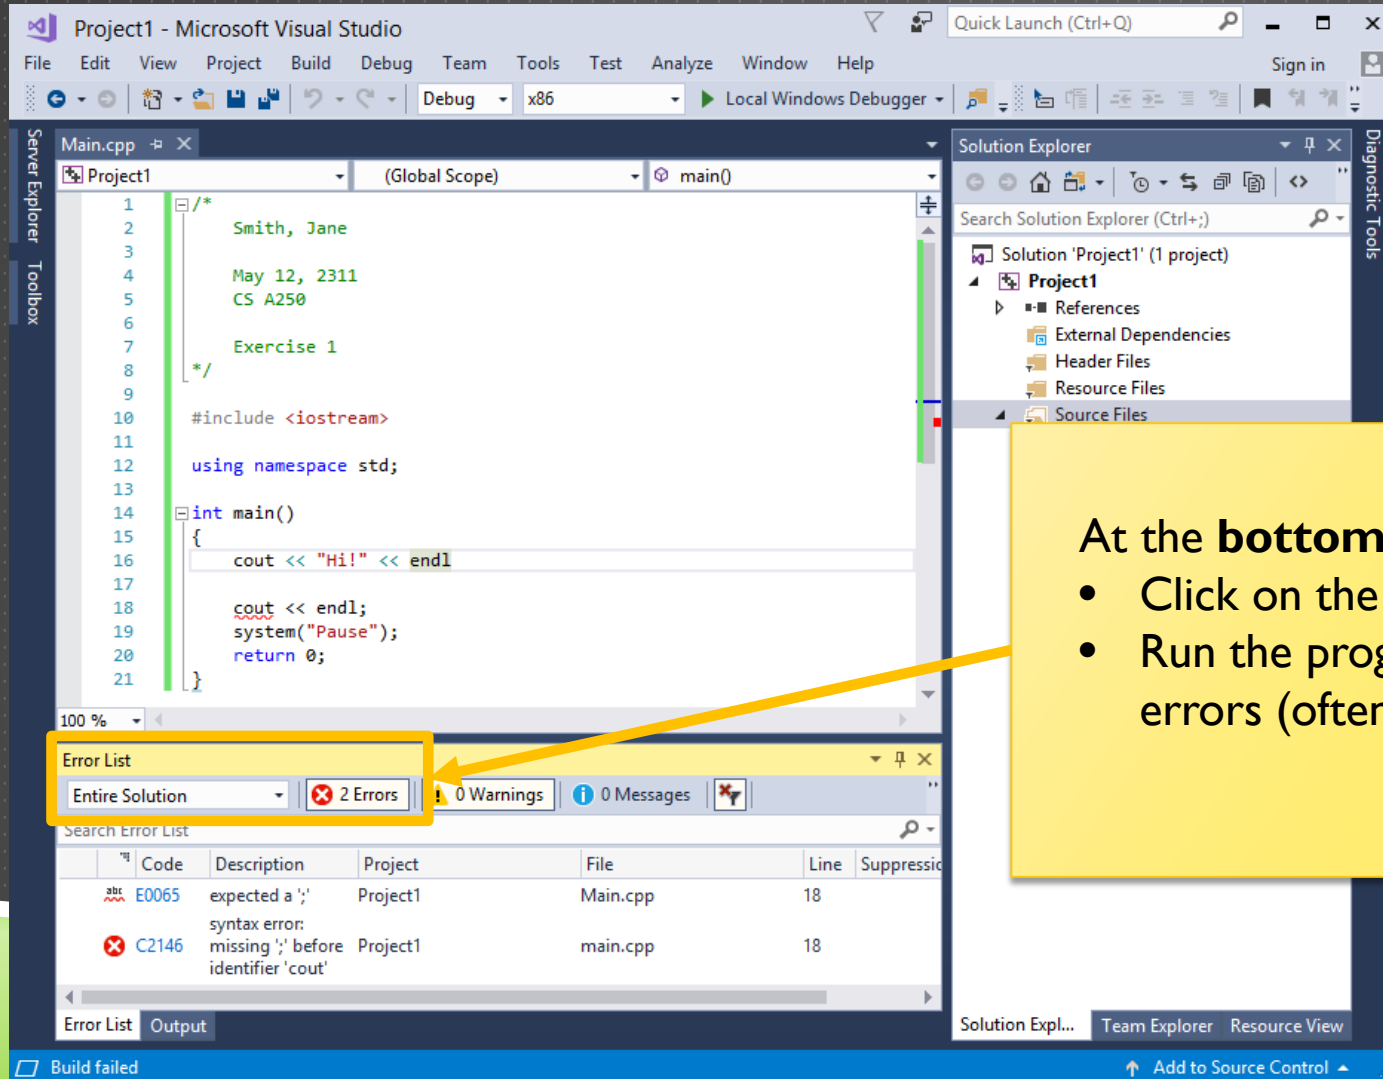 Project1 - Microsoft Visual Studio
Quick Launch (Ctrl+Q)
File Edit View Project Build Debug Team Tools Test Analyze Window Help
Sign in
Debug x86 Local Windows Debugger
Server Explorer
Toolbox
Main.cpp
Project1 (Global Scope) main()
1 /*
2 Smith, Jane
3
4 May 12, 2311
5 CS A250
6
7 Exercise 1
8 */
9
10 #include <iostream>
11
12 using namespace std;
13
14 int main()
15 {
16 cout << "Hi!" << endl
17
18 cout << endl;
19 system("Pause");
20 return 0;
21 }
100 %
Error List
Entire Solution 2 Errors 0 Warnings 0 Messages
Search Error List
Code Description Project File Line Suppressio
abc E0065 expected a ';' Project1 Main.cpp 18
syntax error:
C2146 missing ';' before Project1 main.cpp 18
identifier 'cout'
Error List Output
Build failed
Solution Explorer
Search Solution Explorer (Ctrl+;)
Solution 'Project1' (1 project)
Project1
References
External Dependencies
Header Files
Resource Files
Source Files
Diagnostic Tools
At the bottom
• Click on the
• Run the prog
errors (often
Solution Expl... Team Explorer Resource View
Add to Source Control